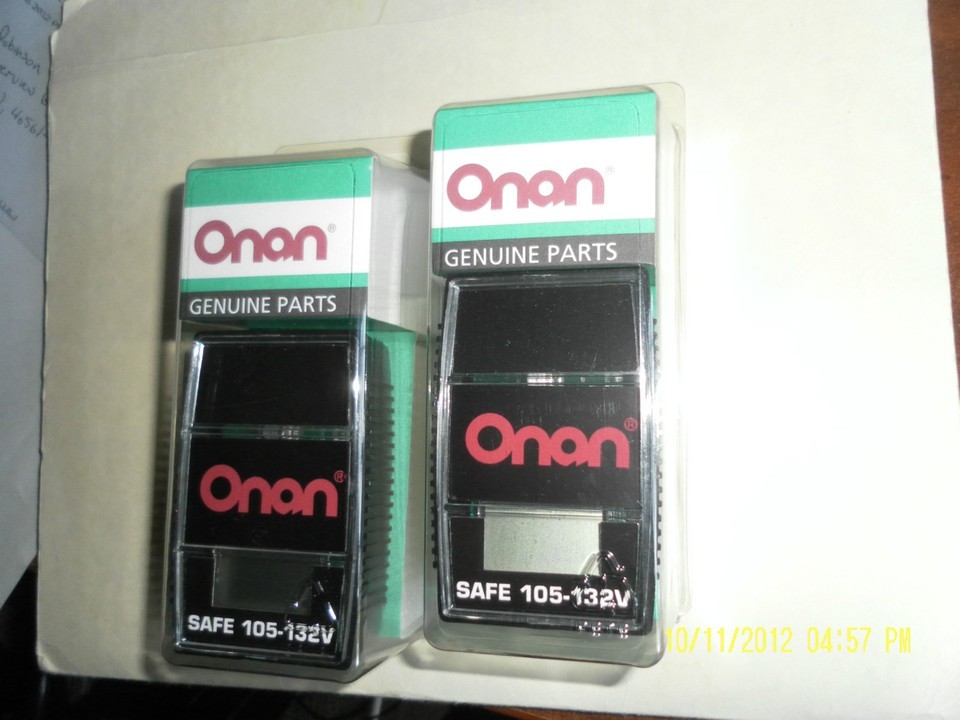 Onan®
GENUINE PARTS
Onan®
SAFE 105-132V
Onan®
GENUINE PARTS
Onan®
SAFE 105-132V
10/11/2012 04:57 PM